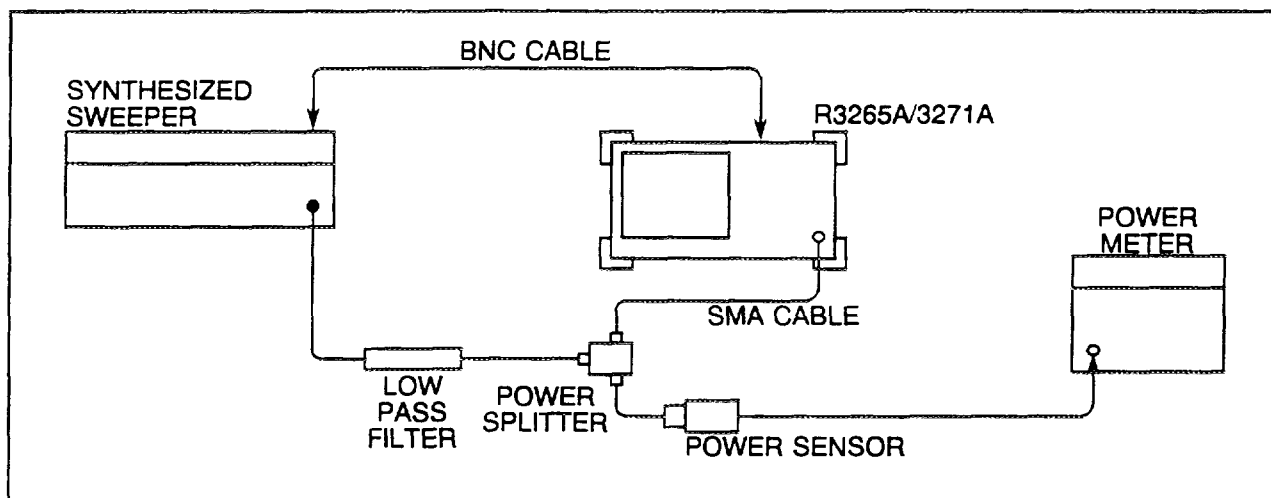 BNC CABLE
SYNTHESIZED
SWEEPER
R3265A/3271A
POWER
METER
SMA CABLE
LOW
PASS
FILTER
POWER
SPLITTER
POWER SENSOR